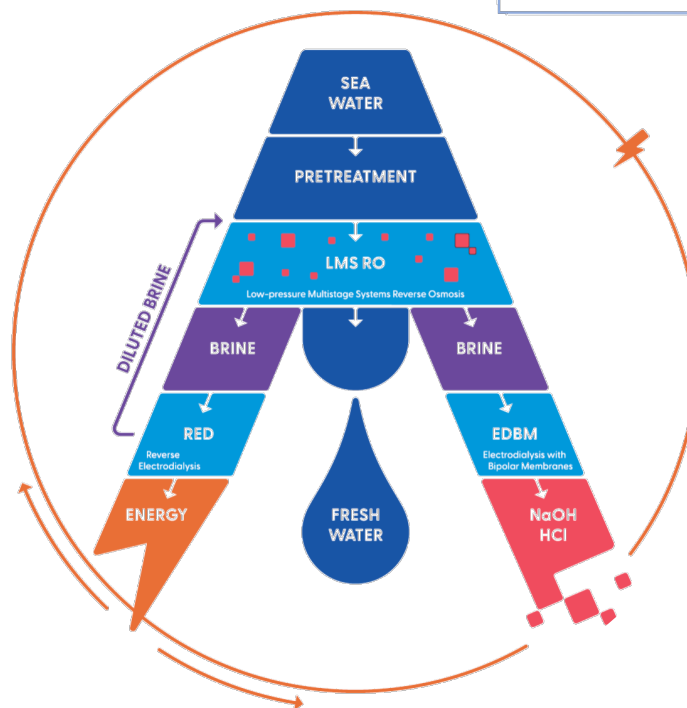 SEA
WATER
PRETREATMENT
LMS RO
Low-pressure Multistage Systems Reverse Osmosis
DILUTED BRINE
BRINE
BRINE
RED
Reverse
Electrodialysis
EDBM
Electrodialysis with
Bipolar Membranes
ENERGY
FRESH
WATER
NaOH
HCl